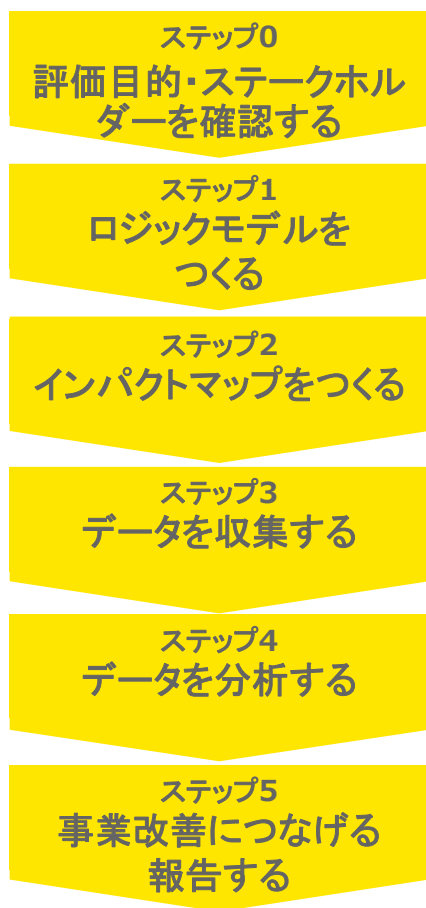 ステップ0
評価目的・ステークホル
ダーを確認する
ステップ1
ロジックモデルを
つくる
ステップ2
インパクトマップをつくる
ステップ3
データを収集する
ステップ4
データを分析する
ステップ5
事業改善につなげる
報告する